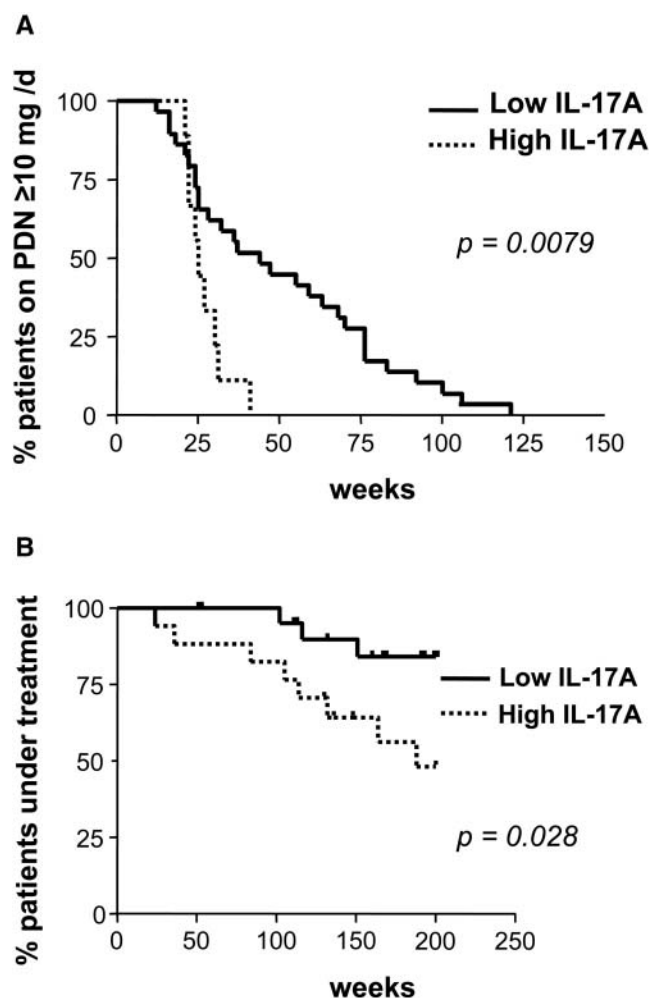 A
% patients on PDN ≥10 mg /d
100
75
50
25
0
0 25 50 75 100 125 150
weeks
Low IL-17A
High IL-17A
p = 0.0079
B
% patients under treatment
100
75
50
25
0
0 50 100 150 200 250
weeks
Low IL-17A
High IL-17A
p = 0.028